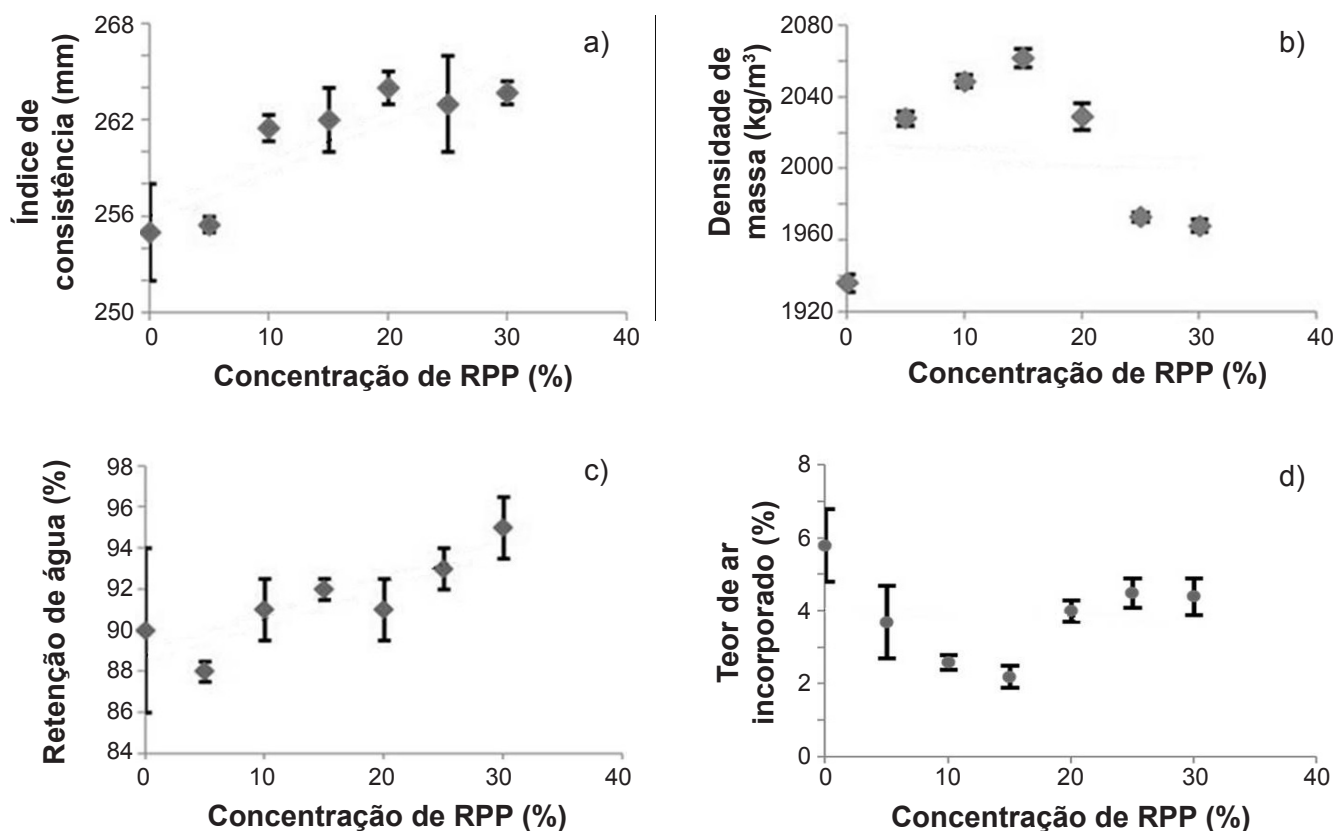 a)
Índice de
consistência (mm)
268
262
256
250
0
10
20
30
40
Concentração de RPP (%)
b)
Densidade de
massa (kg/m³)
2080
2040
2000
1960
1920
0
10
20
30
40
Concentração de RPP (%)
c)
Retenção de água (%)
98
96
94
92
90
88
86
84
0
10
20
30
40
Concentração de RPP (%)
d)
Teor de ar
incorporado (%)
8
6
4
2
0
0
10
20
30
40
Concentração de RPP (%)